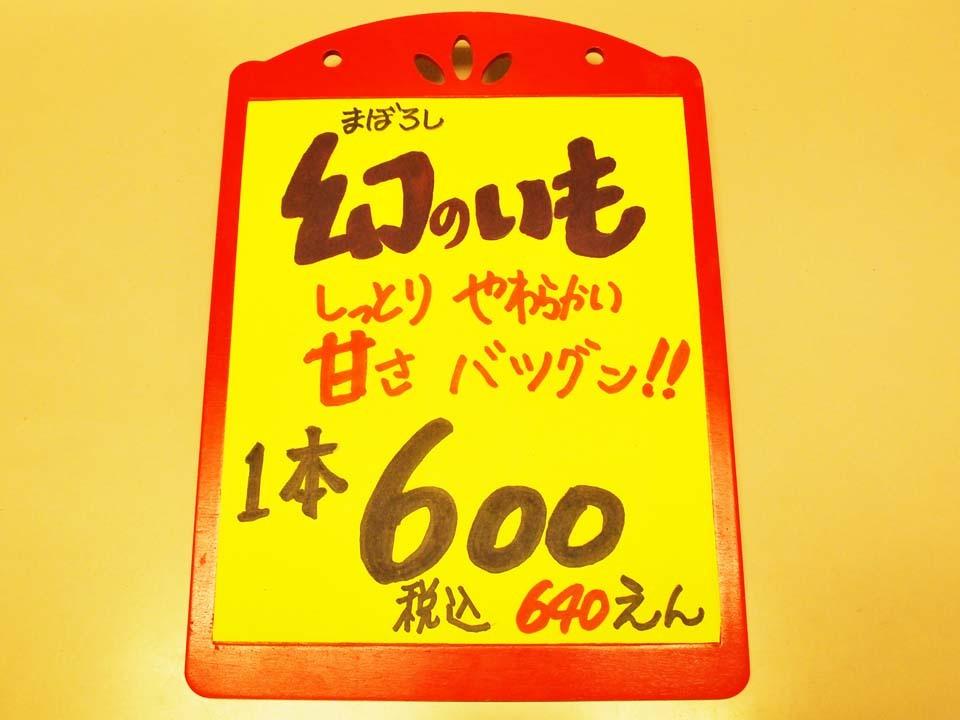 まぼろし
幻のいも
しっとり やわらかい
甘さ バツグン!!
1本 600
税込 640えん